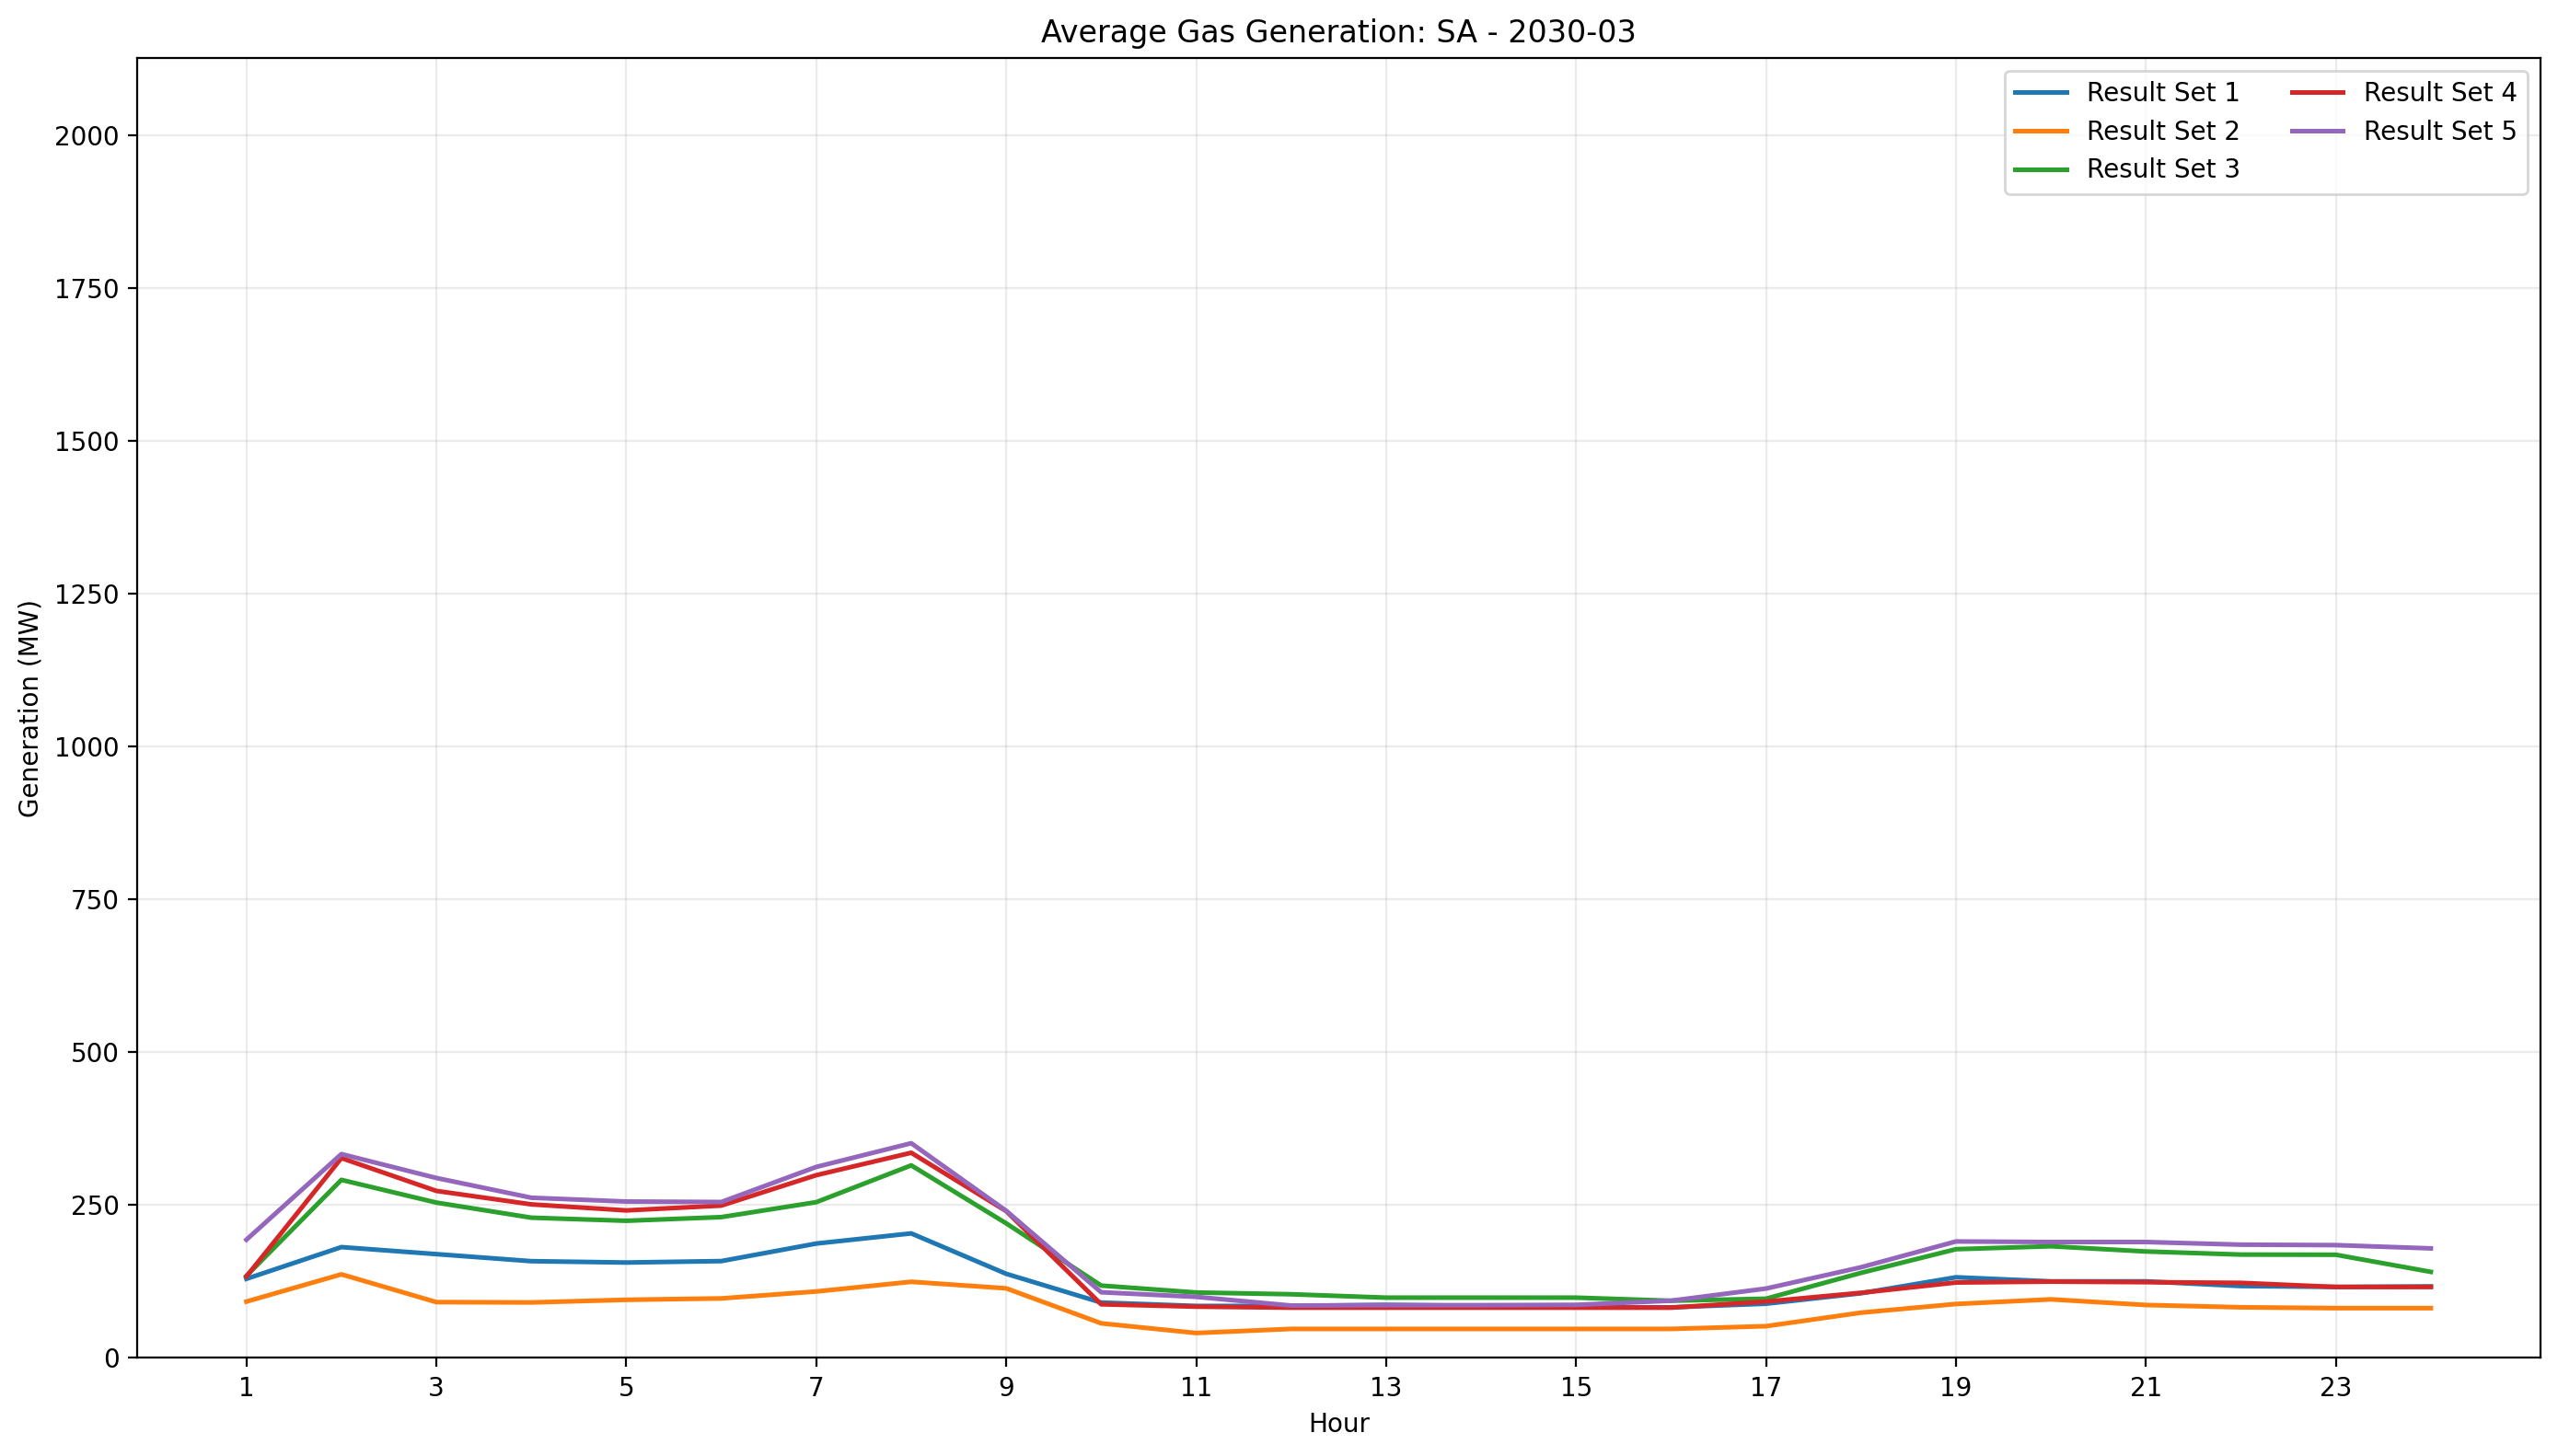 Average Gas Generation: SA - 2030-03
Result Set 1
Result Set 2
Result Set 3
Result Set 4
Result Set 5
Generation (MW)
2000
1750
1500
1250
1000
750
500
250
0
1 3 5 7 9 11 13 15 17 19 21 23
Hour